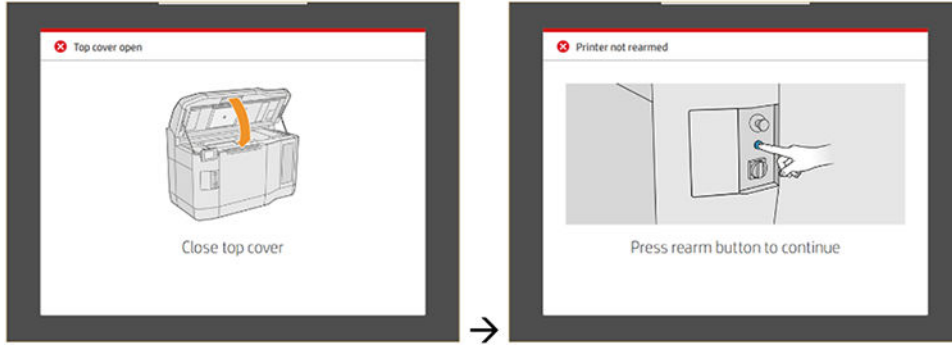 Top cover open
Close top cover
→
Printer not rearmed
Press rearm button to continue